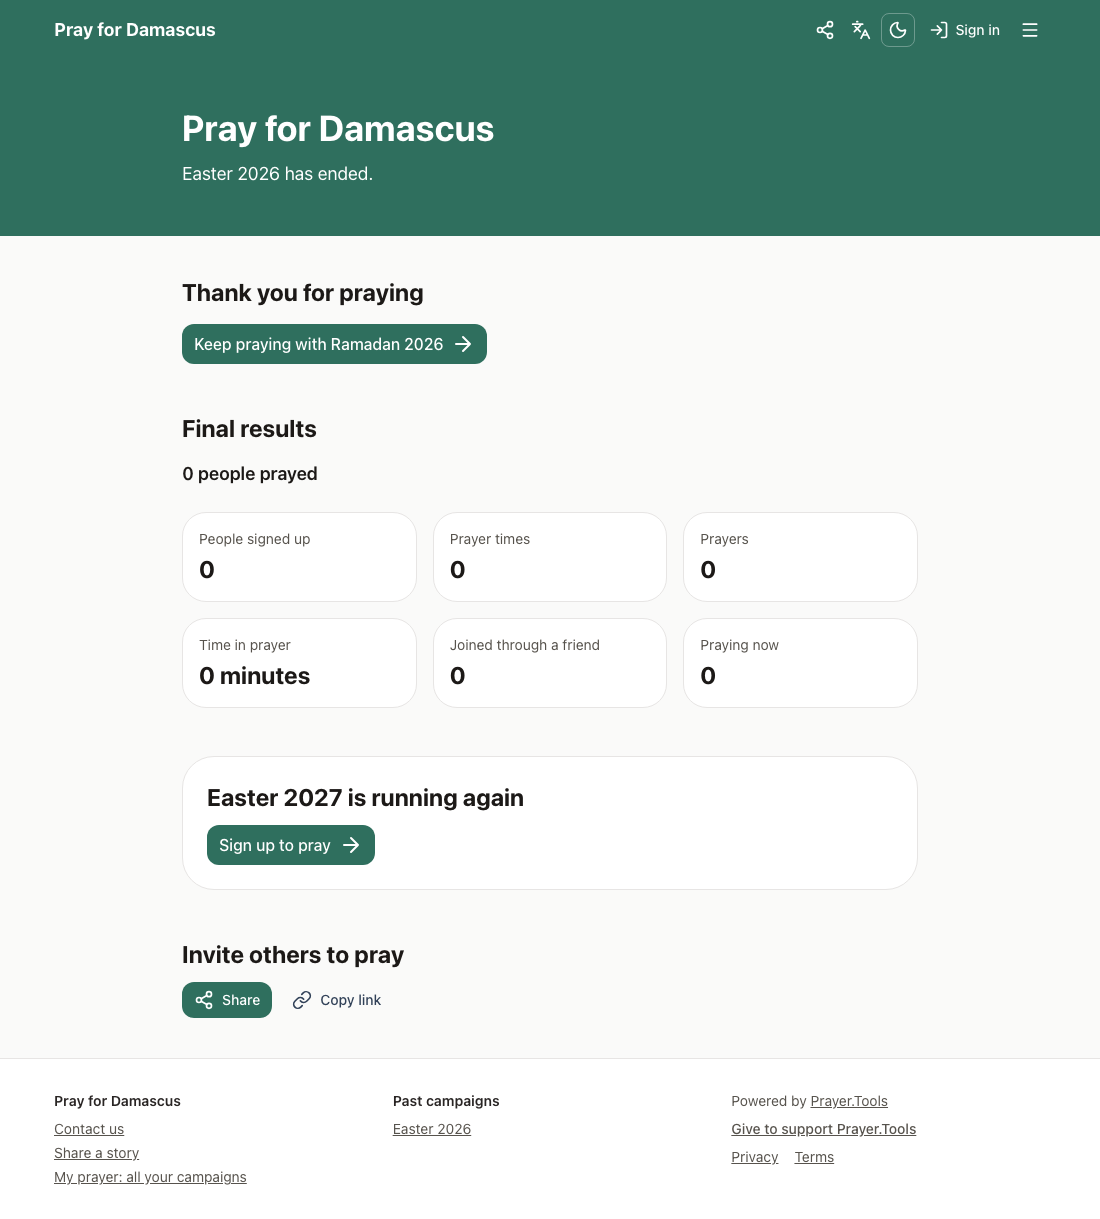 Pray for Damascus
Sign in
Pray for Damascus
Easter 2026 has ended.
Thank you for praying
Keep praying with Ramadan 2026
Final results
0 people prayed
People signed up
0
Prayer times
0
Prayers
0
Time in prayer
0 minutes
Joined through a friend
0
Praying now
0
Easter 2027 is running again
Sign up to pray
Invite others to pray
Share
Copy link
Pray for Damascus
Contact us
Share a story
My prayer: all your campaigns
Past campaigns
Easter 2026
Powered by Prayer.Tools
Give to support Prayer.Tools
Privacy Terms